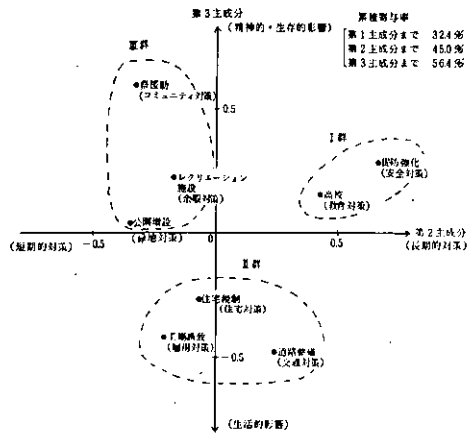 第3主成分
(精神的・生存的影響)
累積寄与率
第1主成分まで 32.4%
第2主成分まで 45.0%
第3主成分まで 56.4%
Ⅲ群
(コミュニティ対策)
0.5
レクリエーション
施設
(余暇対策)
公園増設
(緑地対策)
Ⅰ群
消防強化
(安全対策)
高校
(教育対策)
(短期的対策)
-0.5
0
0.5
第2主成分
(長期的対策)
Ⅱ群
住宅規制
(住宅対策)
工場誘致
(雇用対策)
道路整備
(交通対策)
-0.5
(生活的影響)